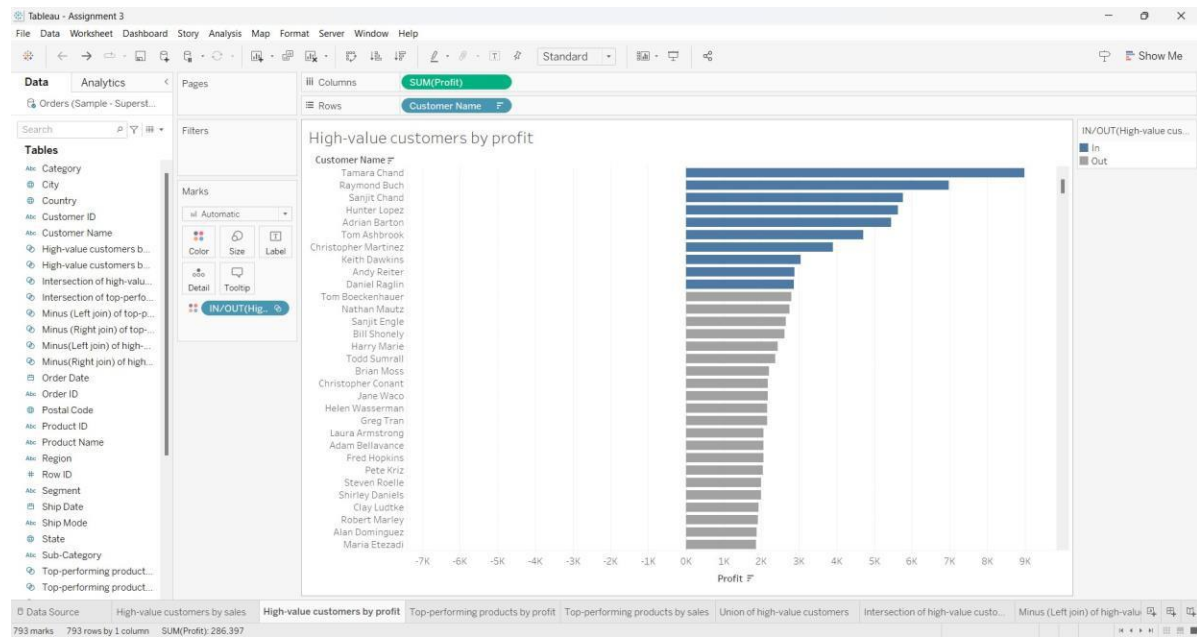 Tableau - Assignment 3
File Data Worksheet Dashboard Story Analysis Map Format Server Window Help
Standard
Show Me
Data Analytics
Orders (Sample - Superst...
Search
Tables
Abc Category
City
Country
Abc Customer ID
Abc Customer Name
High-value customers b...
High-value customers b...
Intersection of high-valu...
Intersection of top-perfo...
Minus (Left join) of top-p...
Minus (Right join) of top-...
Minus(Left join) of high-...
Minus(Right join) of high...
Order Date
Abc Order ID
Postal Code
Abc Product ID
Abc Product Name
Abc Region
# Row ID
Abc Segment
Ship Date
Abc Ship Mode
State
Abc Sub-Category
Top-performing product...
Top-performing product...
Pages
Filters
Marks
Automatic
Color Size Label
Detail Tooltip
IN/OUT(Hig..
Columns SUM(Profit)
Rows Customer Name
High-value customers by profit
Customer Name
Tamara Chand
Raymond Buch
Sanjit Chand
Hunter Lopez
Adrian Barton
Tom Ashbrook
Christopher Martinez
Keith Dawkins
Andy Reiter
Daniel Raglin
Tom Boeckenhauer
Nathan Mautz
Sanjit Engle
Bill Shonely
Harry Marie
Todd Sumrall
Brian Moss
Christopher Conant
Jane Waco
Helen Wasserman
Greg Tran
Laura Armstrong
Adam Bellavance
Fred Hopkins
Pete Kriz
Steven Roelle
Shirley Daniels
Clay Ludtke
Robert Marley
Alan Dominguez
Maria Etezadi
-7K -6K -5K -4K -3K -2K -1K 0K 1K 2K 3K 4K 5K 6K 7K 8K 9K
Profit
IN/OUT(High-value cus...
In
Out
Data Source High-value customers by sales High-value customers by profit Top-performing products by profit Top-performing products by sales Union of high-value customers Intersection of high-value custo... Minus (Left join) of high-valu
793 marks 793 rows by 1 column SUM(Profit): 286,397